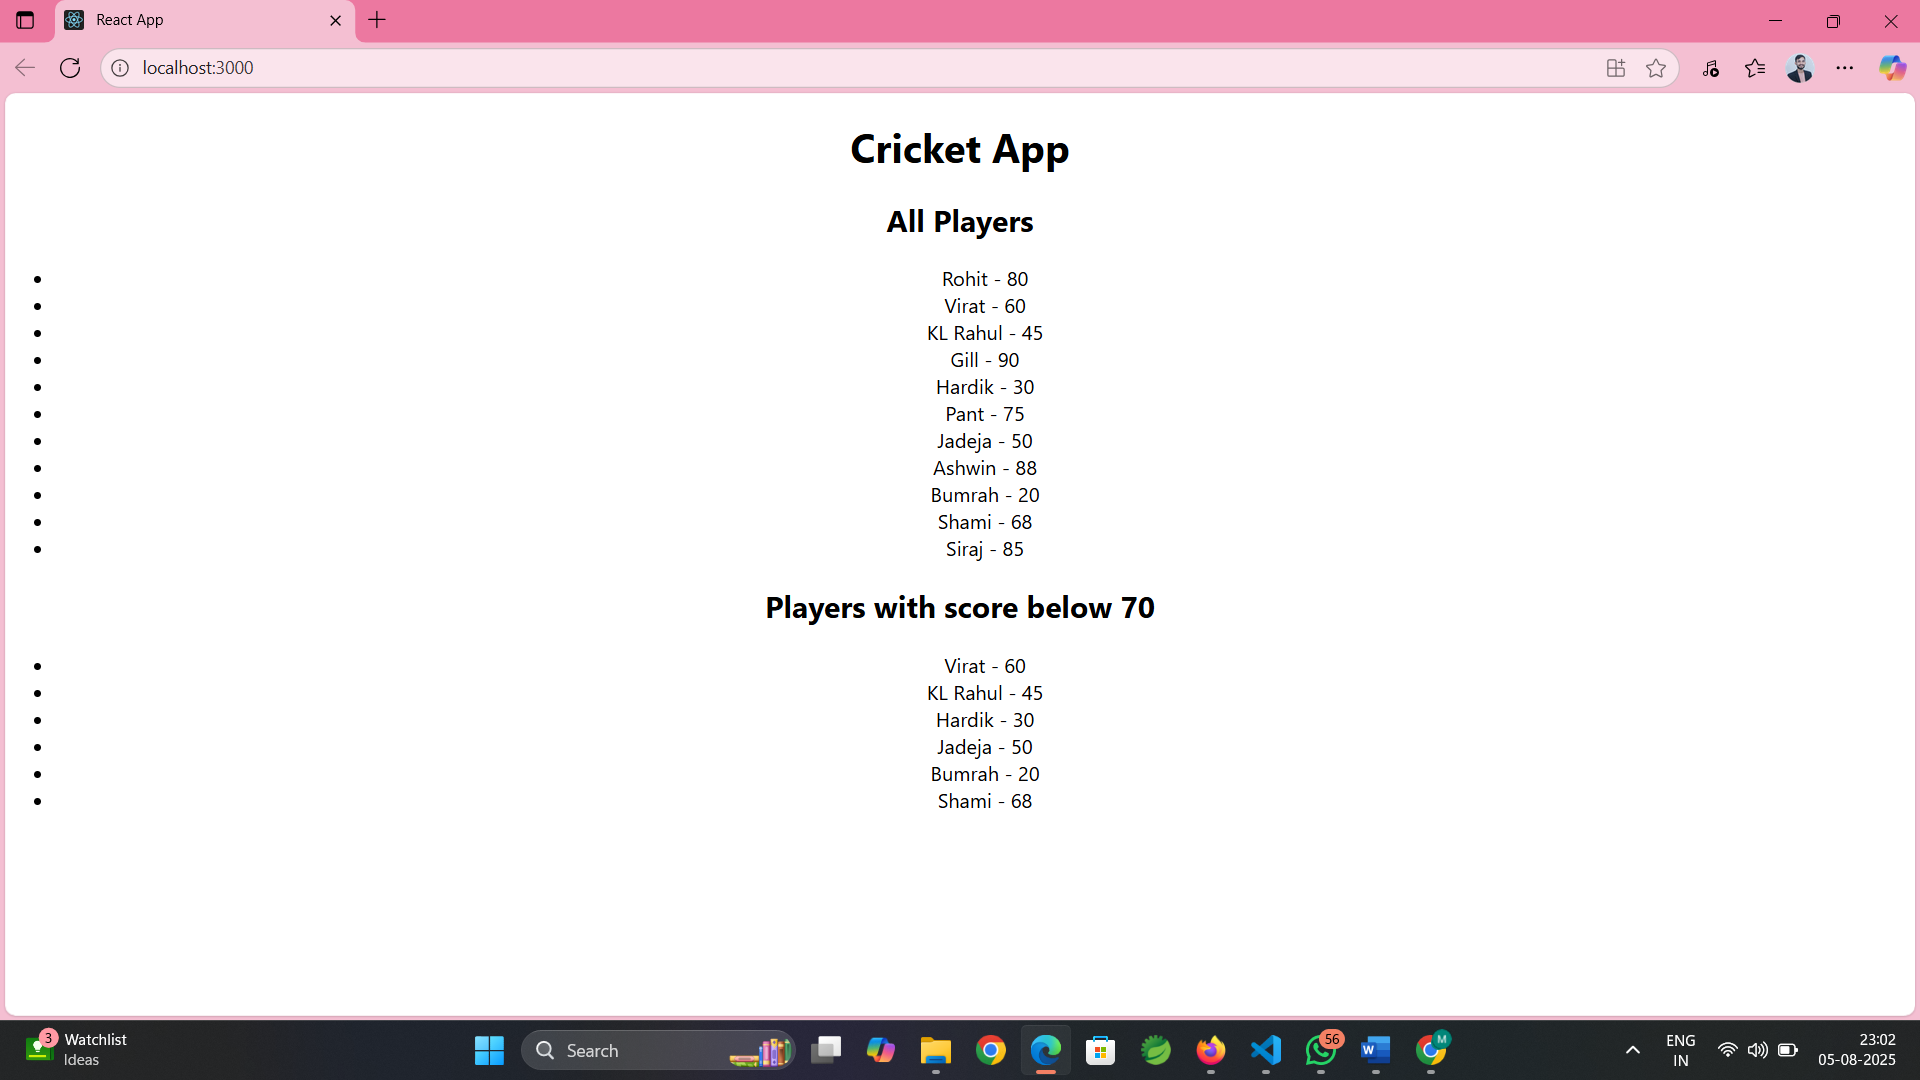 React App
localhost:3000
Cricket App
All Players
Rohit - 80
Virat - 60
KL Rahul - 45
Gill - 90
Hardik - 30
Pant - 75
Jadeja - 50
Ashwin - 88
Bumrah - 20
Shami - 68
Siraj - 85
Players with score below 70
Virat - 60
KL Rahul - 45
Hardik - 30
Jadeja - 50
Bumrah - 20
Shami - 68
3
Watchlist
Ideas
Search
W
56
M
ENG
IN
23:02
05-08-2025